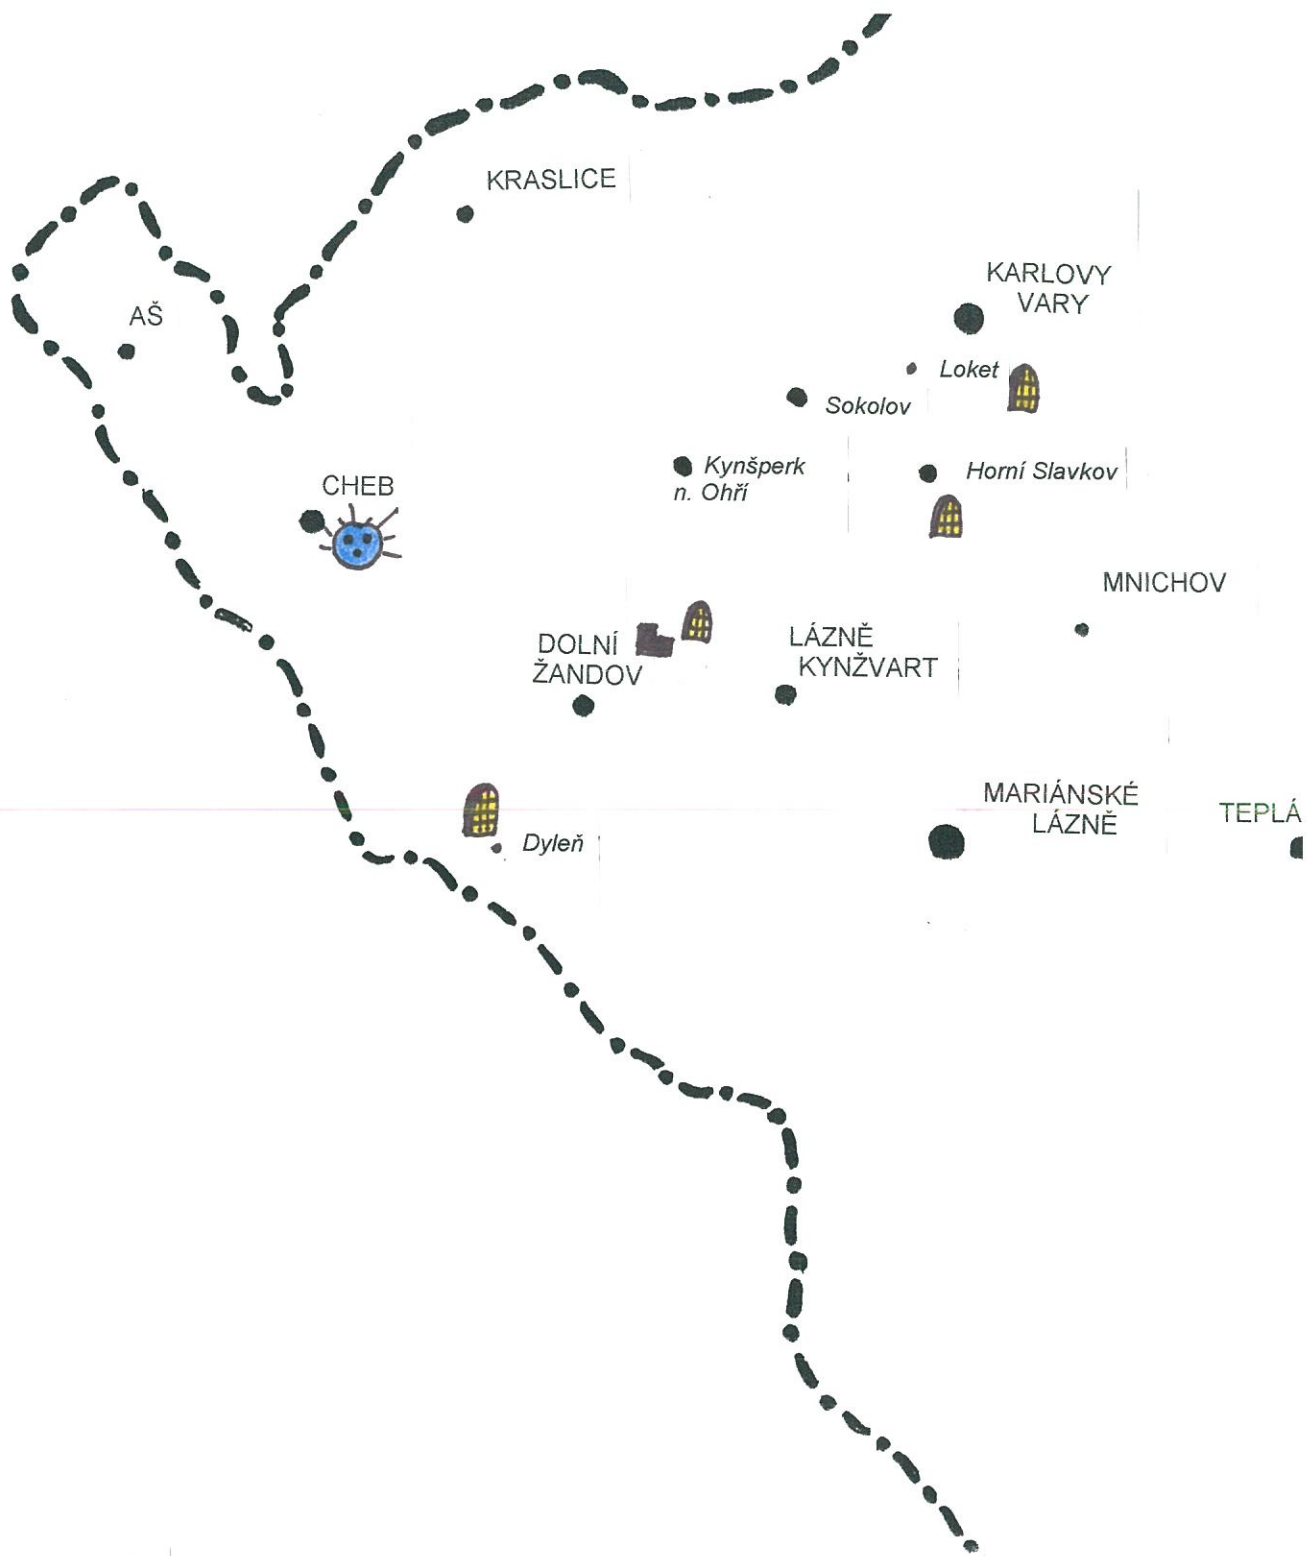 KRASLICE
KARLOVY
VARY
AŠ
Loket
Sokolov
Kynšperk
n. Ohří
Horní Slavkov
CHEB
MNICHOV
DOLNÍ
ŽANDOV
LÁZNĚ
KYNŽVART
MARIÁNSKÉ
LÁZNĚ
TEPLÁ
Dyleň